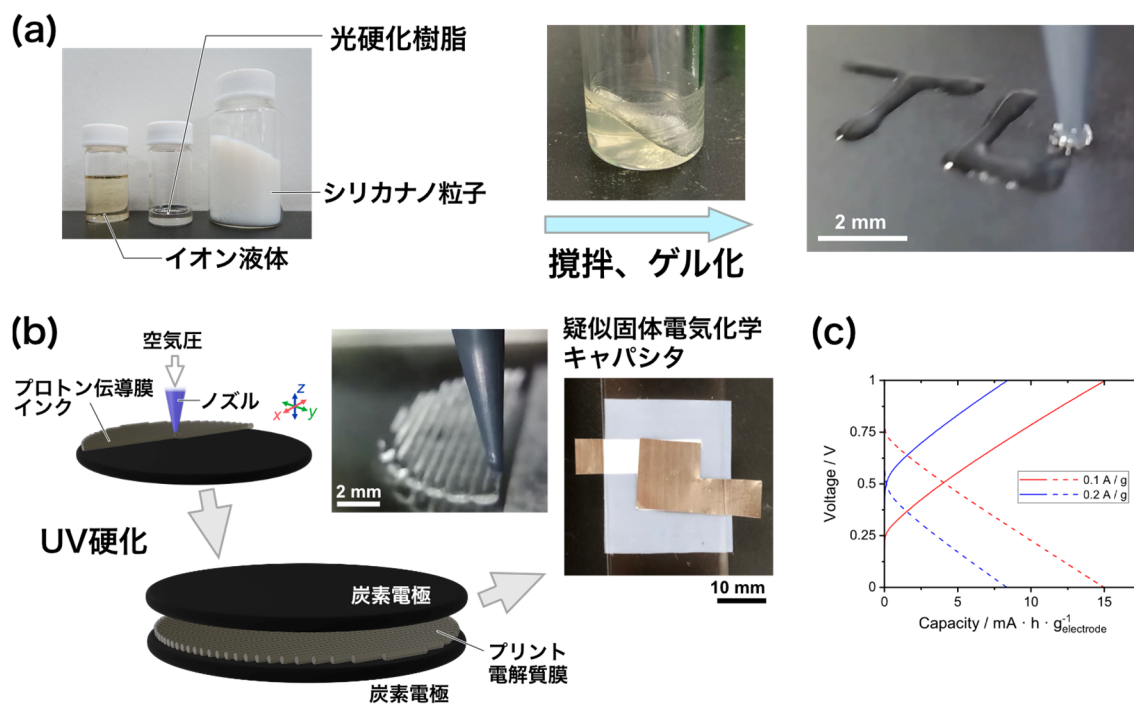 (a)
光硬化樹脂
シリカナノ粒子
イオン液体
撹拌、ゲル化
2 mm
(b)
空気圧
プロトン伝導膜
インク
ノズル
z
x
y
2 mm
UV硬化
炭素電極
プリント
電解質膜
炭素電極
疑似固体電気化学
キャパシタ
10 mm
(c)
Voltage / V
1
0.75
0.5
0.25
0
0.1 A / g
0.2 A / g
0
5
10
15
Capacity / mA · h · g⁻¹electrode